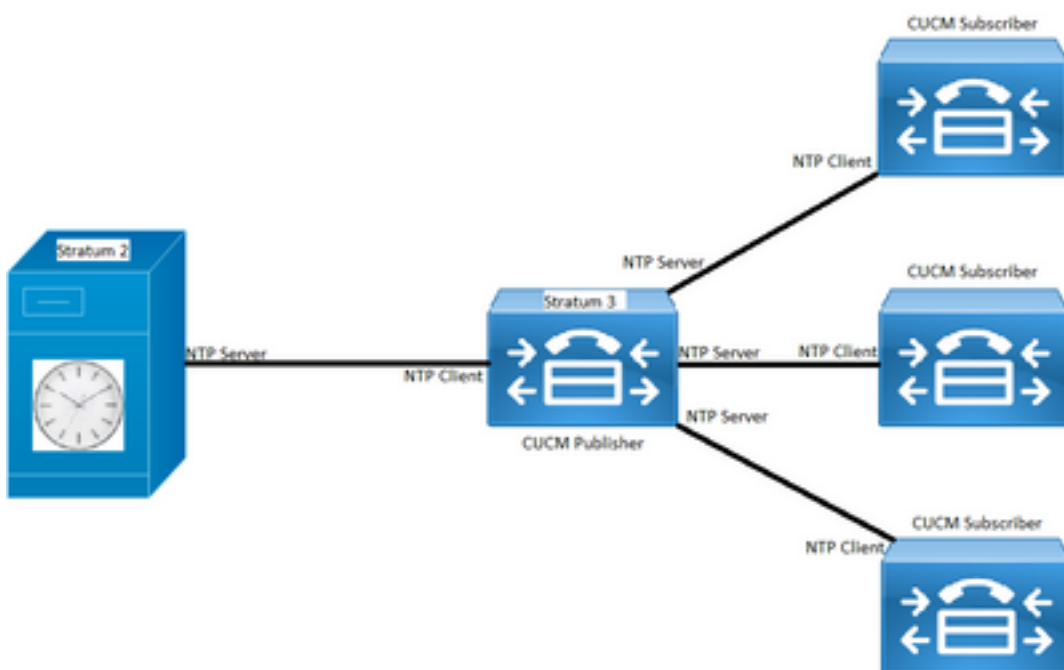 CUCM Subscriber
NTP Client
Stratum 2
NTP Server
CUCM Subscriber
Stratum 3
NTP Server
NTP Client
NTP Server
NTP Client
NTP Server
CUCM Publisher
CUCM Subscriber
NTP Client